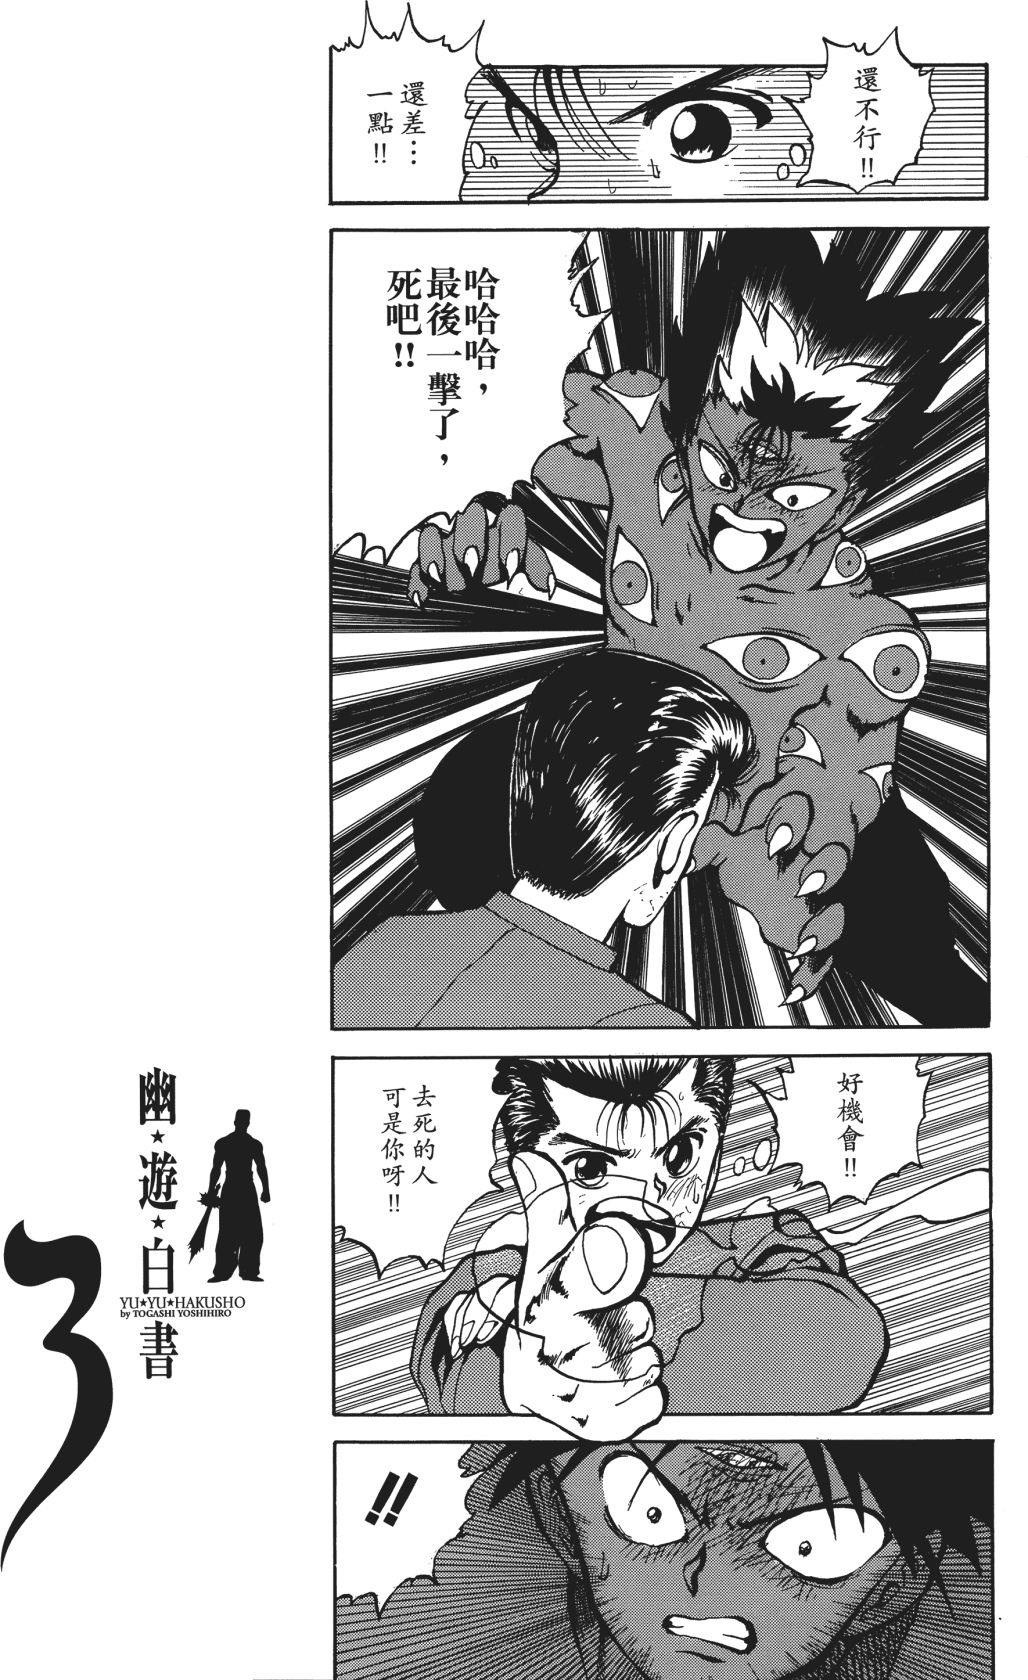 還不行!!
還差⋯
一點!!
哈哈哈，
最後一擊了，
死吧!!
好機會!!
去死的人
可是你呀!!
!!
幽★遊★白書
YU★YU★HAKUSHO
by TOGASHI YOSHIHIRO
3